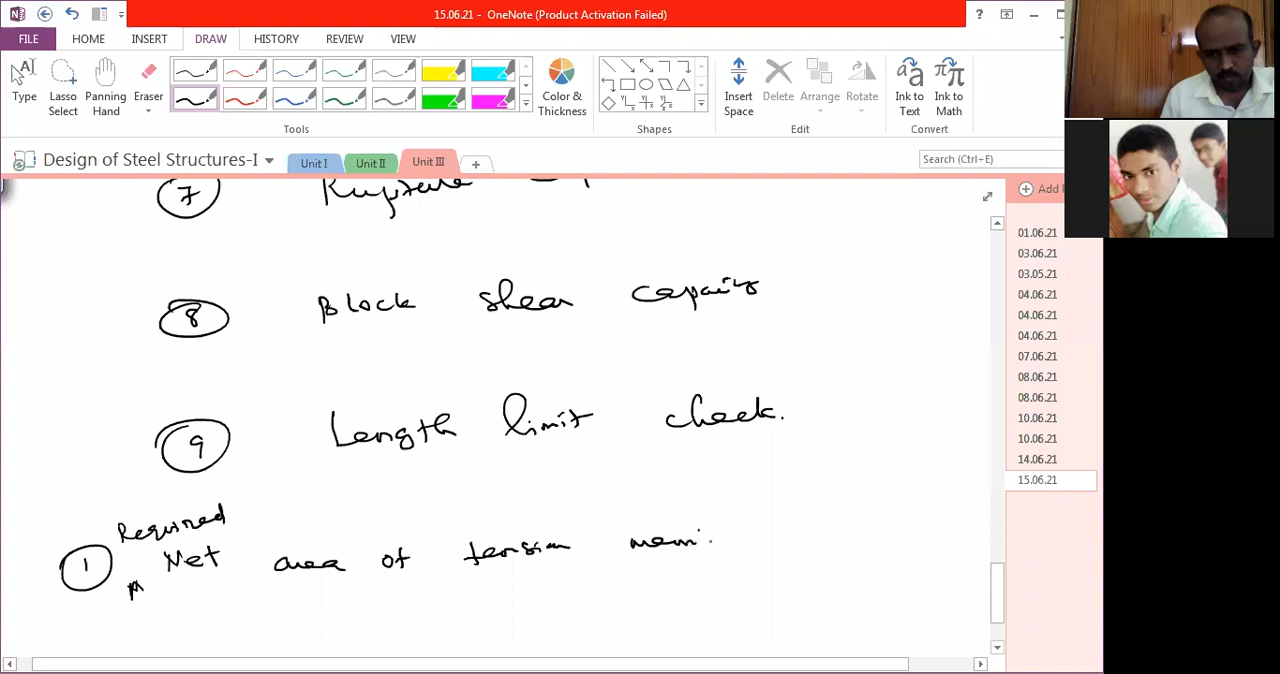 15.06.21 - OneNote (Product Activation Failed)
FILE HOME INSERT DRAW HISTORY REVIEW VIEW
Type Lasso Select Panning Hand Eraser Color & Thickness Insert Space Delete Arrange Rotate Ink to Text Ink to Math
Tools Shapes Edit Convert
Design of Steel Structures-I Unit I Unit II Unit III Search (Ctrl+E)
Add
7
8 Block shear capacity
9 Length limit check.
Required
1 Net area of tension
01.06.21
03.06.21
03.05.21
04.06.21
04.06.21
04.06.21
07.06.21
08.06.21
08.06.21
10.06.21
10.06.21
14.06.21
15.06.21